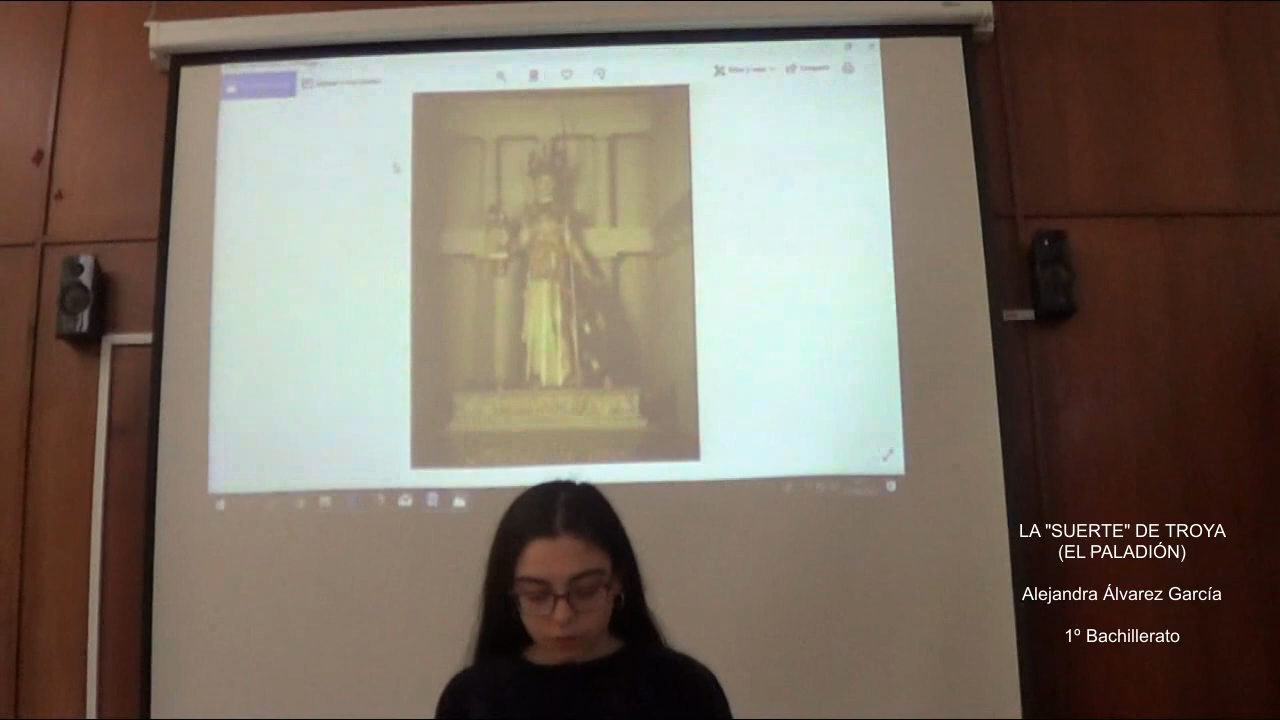 LA "SUERTE" DE TROYA
(EL PALADIÓN)
Alejandra Álvarez García
1º Bachillerato